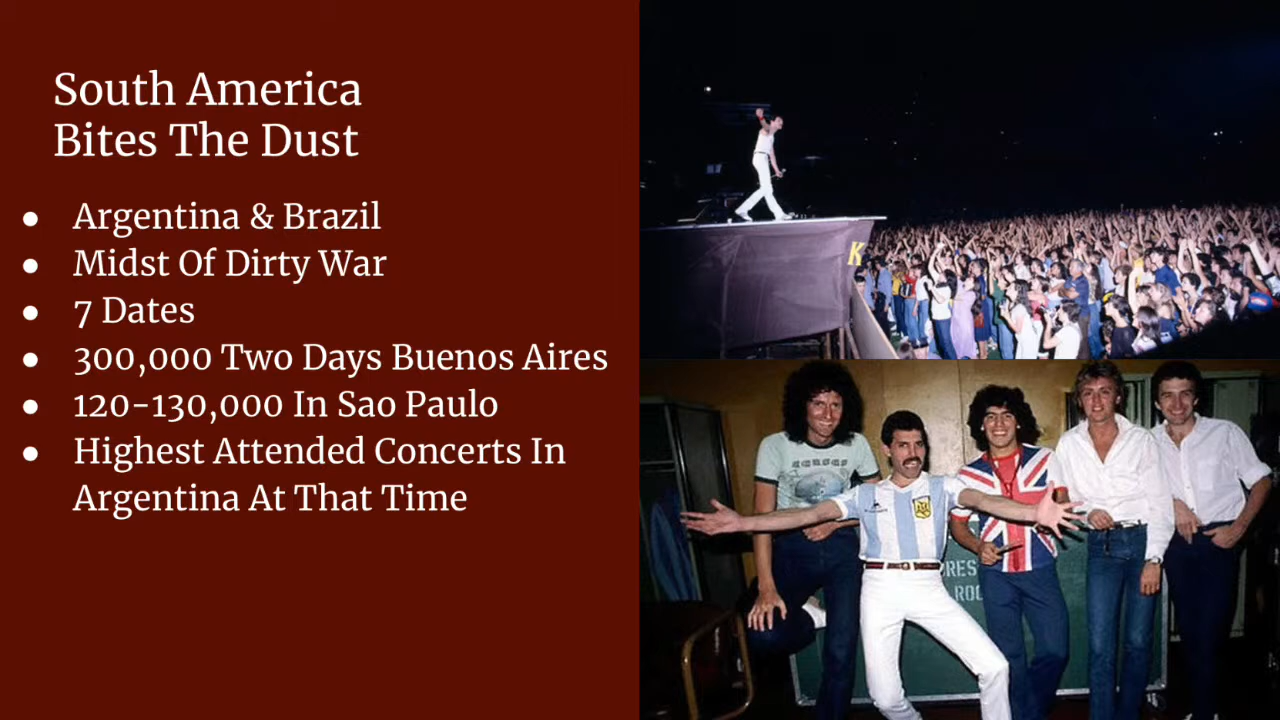 South America
Bites The Dust
● Argentina & Brazil
● Midst Of Dirty War
● 7 Dates
● 300,000 Two Days Buenos Aires
● 120-130,000 In Sao Paulo
● Highest Attended Concerts In
Argentina At That Time
K